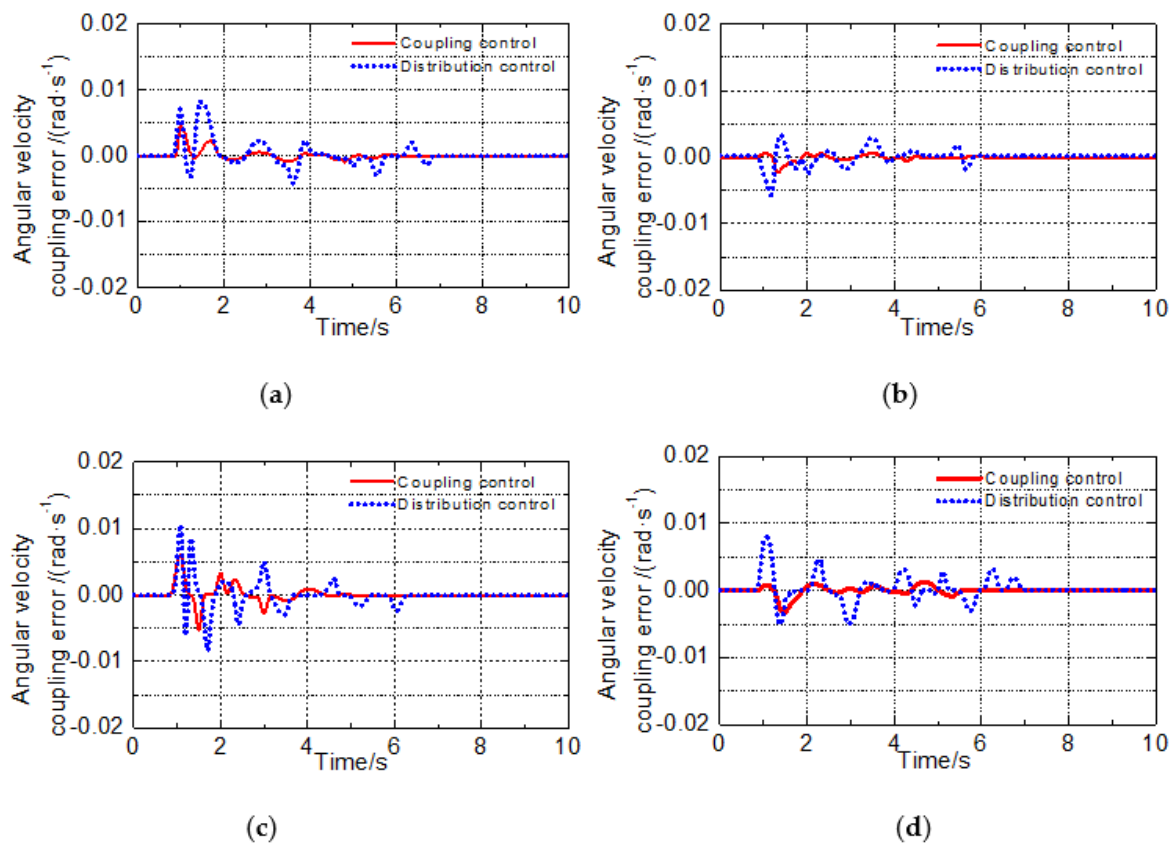 0.02
0.01
0.00
-0.01
-0.02
Angular velocity
coupling error /(rad·s-1)
Coupling control
Distribution control
0 2 4 6 8 10
Time/s
(a)
0.02
0.01
0.00
-0.01
-0.02
Angular velocity
coupling error /(rad·s-1)
Coupling control
Distribution control
0 2 4 6 8 10
Time/s
(b)
0.02
0.01
0.00
-0.01
-0.02
Angular velocity
coupling error /(rad·s-1)
Coupling control
Distribution control
0 2 4 6 8 10
Time/s
(c)
0.02
0.01
0.00
-0.01
-0.02
Angular velocity
coupling error /(rad·s-1)
Coupling control
Distribution control
0 2 4 6 8 10
Time/s
(d)